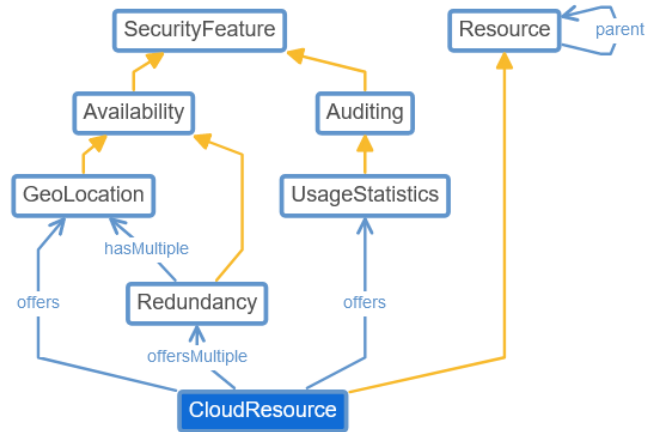 SecurityFeature
Resource
parent
Availability
Auditing
GeoLocation
UsageStatistics
hasMultiple
offers
Redundancy
offers
offersMultiple
CloudResource